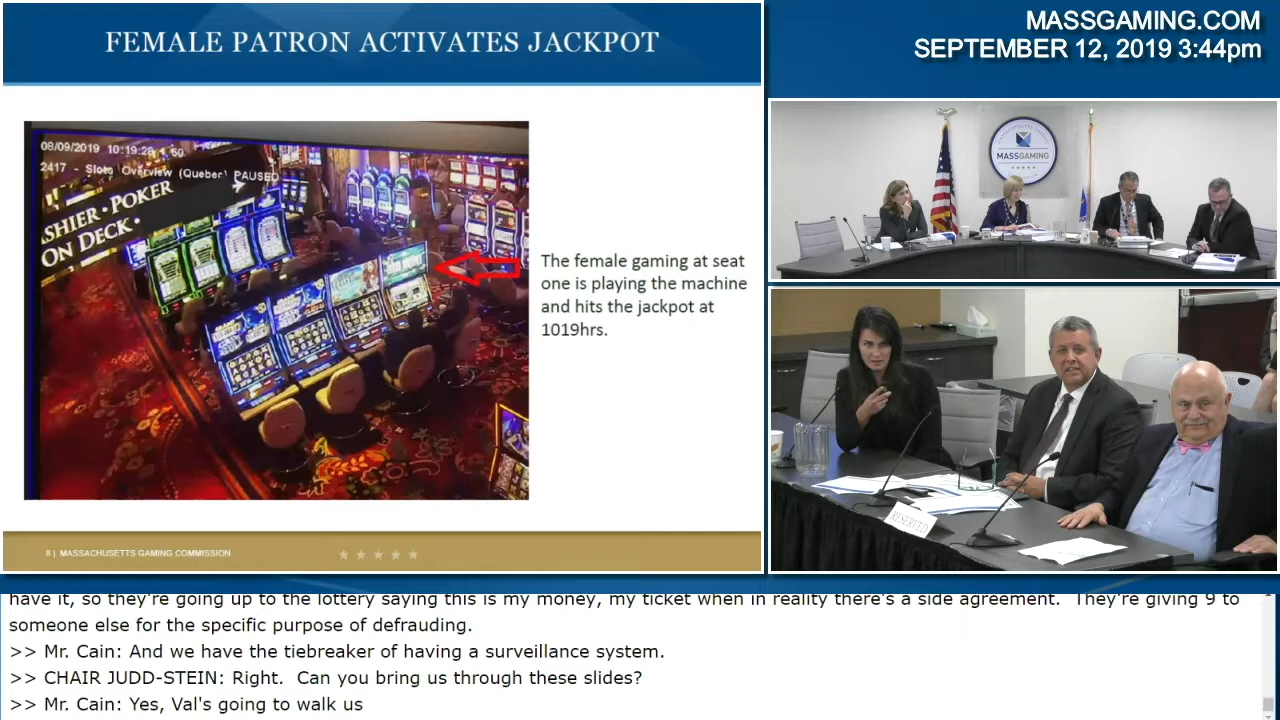 FEMALE PATRON ACTIVATES JACKPOT
08/09/2019 10:19:28
2417 - Slots Overview (Quebec) PAUSED
ASHIER • POKER
ON DECK •
The female gaming at seat
one is playing the machine
and hits the jackpot at
1019hrs.
8 | MASSACHUSETTS GAMING COMMISSION
MASSGAMING.COM
SEPTEMBER 12, 2019 3:44pm
MASSGAMING
RESERVED
have it, so they're going up to the lottery saying this is my money, my ticket when in reality there's a side agreement.  They're giving 9 to
someone else for the specific purpose of defrauding.
>> Mr. Cain: And we have the tiebreaker of having a surveillance system.
>> CHAIR JUDD-STEIN: Right.  Can you bring us through these slides?
>> Mr. Cain: Yes, Val's going to walk us